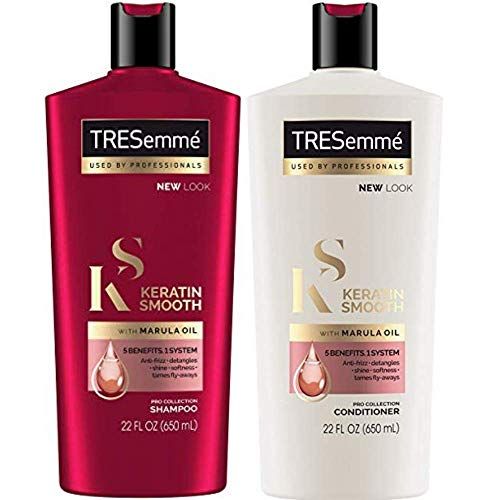 TRESemmé
USED BY PROFESSIONALS
NEW LOOK
KS
KERATIN
SMOOTH
WITH MARULA OIL
5 BENEFITS, 1 SYSTEM
Anti-frizz • detangles
• shine • softness •
tames fly-aways
PRO COLLECTION
SHAMPOO
22 FL OZ (650 mL)
TRESemmé
USED BY PROFESSIONALS
NEW LOOK
KS
KERATIN
SMOOTH
WITH MARULA OIL
5 BENEFITS, 1 SYSTEM
Anti-frizz • detangles
• shine • softness •
tames fly-aways
PRO COLLECTION
CONDITIONER
22 FL OZ (650 mL)